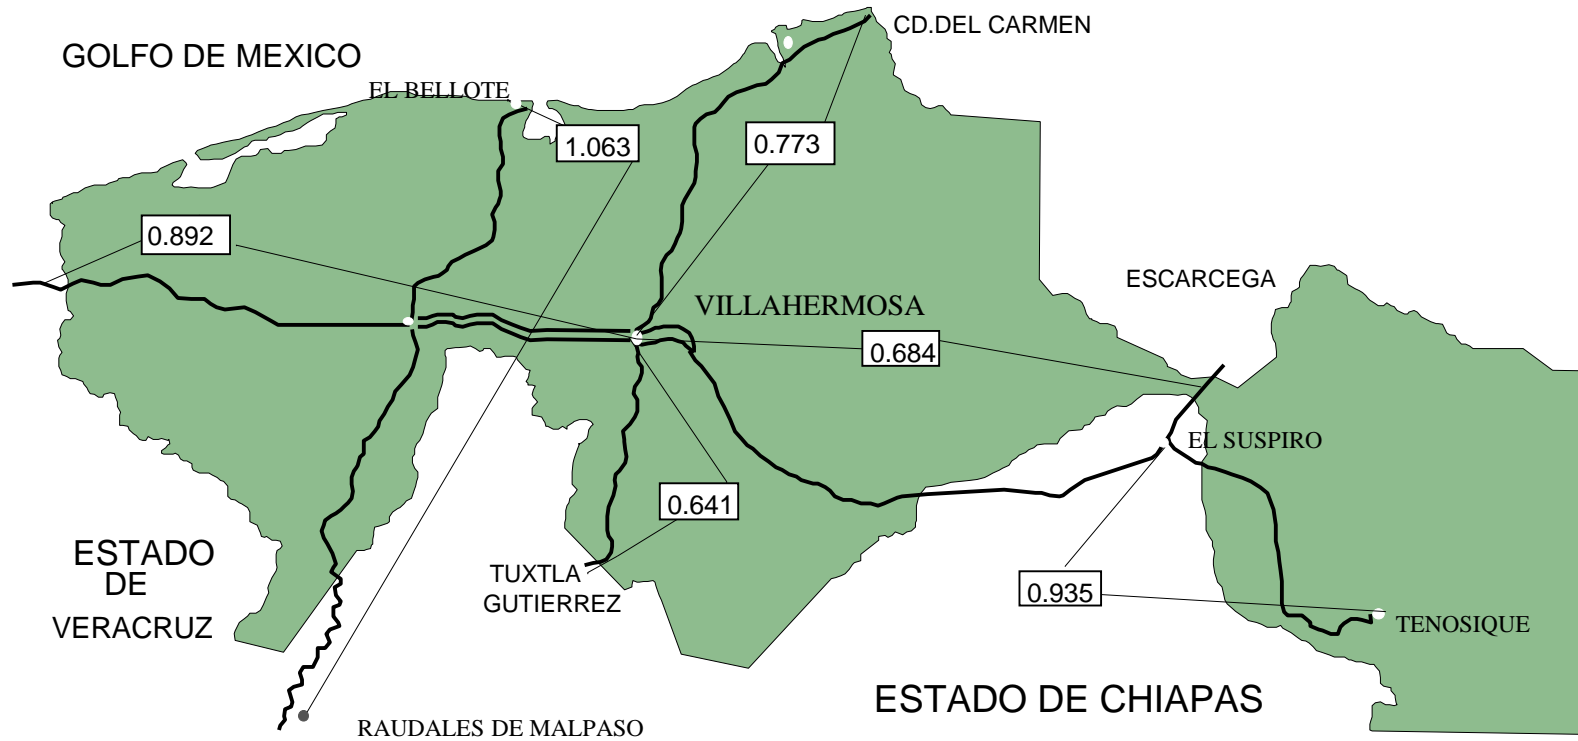 CD.DEL CARMEN
GOLFO DE MEXICO
EL BELLOTE
1.063
0.773
0.892
ESCARCEGA
VILLAHERMOSA
0.684
EL SUSPIRO
0.641
ESTADO
DE
VERACRUZ
TUXTLA
GUTIERREZ
0.935
TENOSIQUE
ESTADO DE CHIAPAS
RAUDALES DE MALPASO